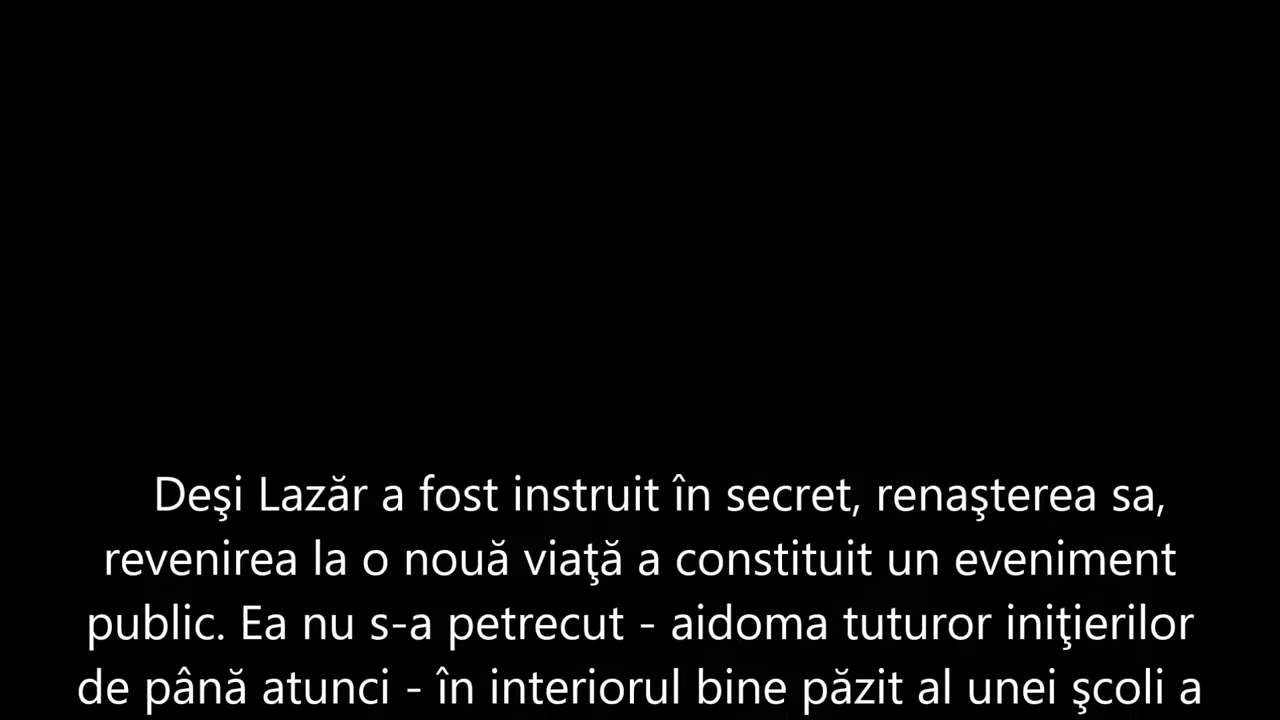 Deşi Lazăr a fost instruit în secret, renaşterea sa,
revenirea la o nouă viaţă a constituit un eveniment
public. Ea nu s-a petrecut - aidoma tuturor iniţierilor
de până atunci - în interiorul bine păzit al unei şcoli a